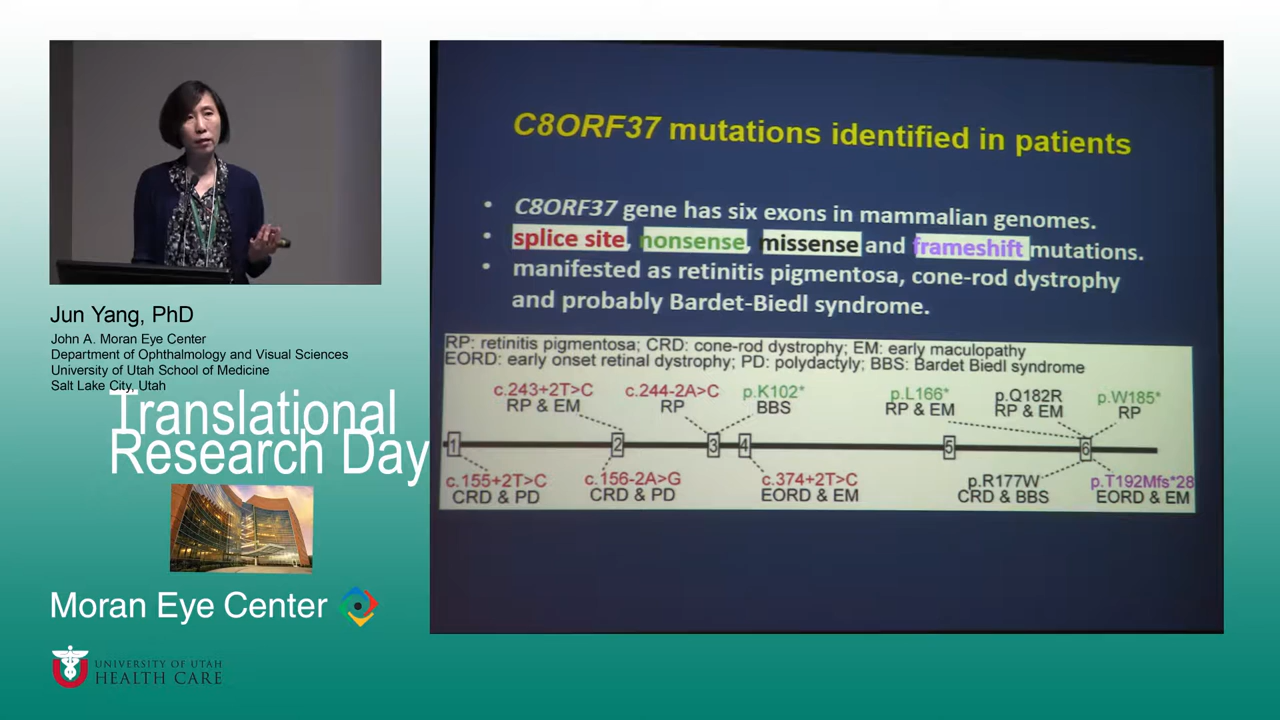 Jun Yang, PhD
John A. Moran Eye Center
Department of Ophthalmology and Visual Sciences
University of Utah School of Medicine
Salt Lake City, Utah
Translational
Research Day
Moran Eye Center
UNIVERSITY OF UTAH
HEALTH CARE
C8ORF37 mutations identified in patients
• C8ORF37 gene has six exons in mammalian genomes.
• splice site, nonsense, missense and frameshift mutations.
• manifested as retinitis pigmentosa, cone-rod dystrophy
and probably Bardet-Biedl syndrome.
RP: retinitis pigmentosa; CRD: cone-rod dystrophy; EM: early maculopathy
EORD: early onset retinal dystrophy; PD: polydactyly; BBS: Bardet Biedl syndrome
c.243+2T>C c.244-2A>C p.K102* p.L166* p.Q182R p.W185*
RP & EM RP BBS RP & EM RP & EM RP
1 2 3 4 5 6
c.155+2T>C c.156-2A>G c.374+2T>C p.R177W p.T192Mfs*28
CRD & PD CRD & PD EORD & EM CRD & BBS EORD & EM